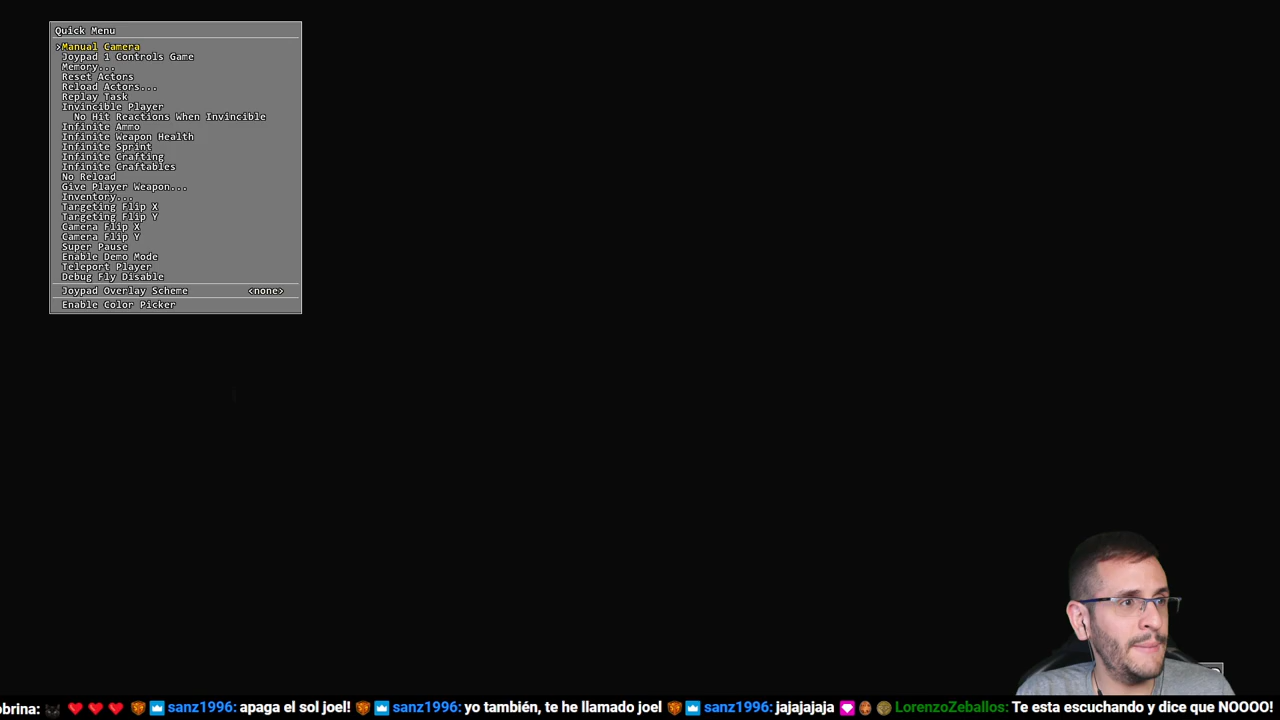 Quick Menu
>Manual Camera
Joypad 1 Controls Game
Memory...
Reset Actors
Reload Actors...
Replay Task
Invincible Player
No Hit Reactions When Invincible
Infinite Ammo
Infinite Weapon Health
Infinite Sprint
Infinite Crafting
Infinite Craftables
No Reload
Give Player Weapon...
Inventory...
Targeting Flip X
Targeting Flip Y
Camera Flip X
Camera Flip Y
Super Pause
Enable Demo Mode
Teleport Player
Debug Fly Disable
Joypad Overlay Scheme <none>
Enable Color Picker
obrina: sanz1996: apaga el sol joel! sanz1996: yo también, te he llamado joel sanz1996: jajajajaja LorenzoZeballos: Te esta escuchando y dice que NOOOO!